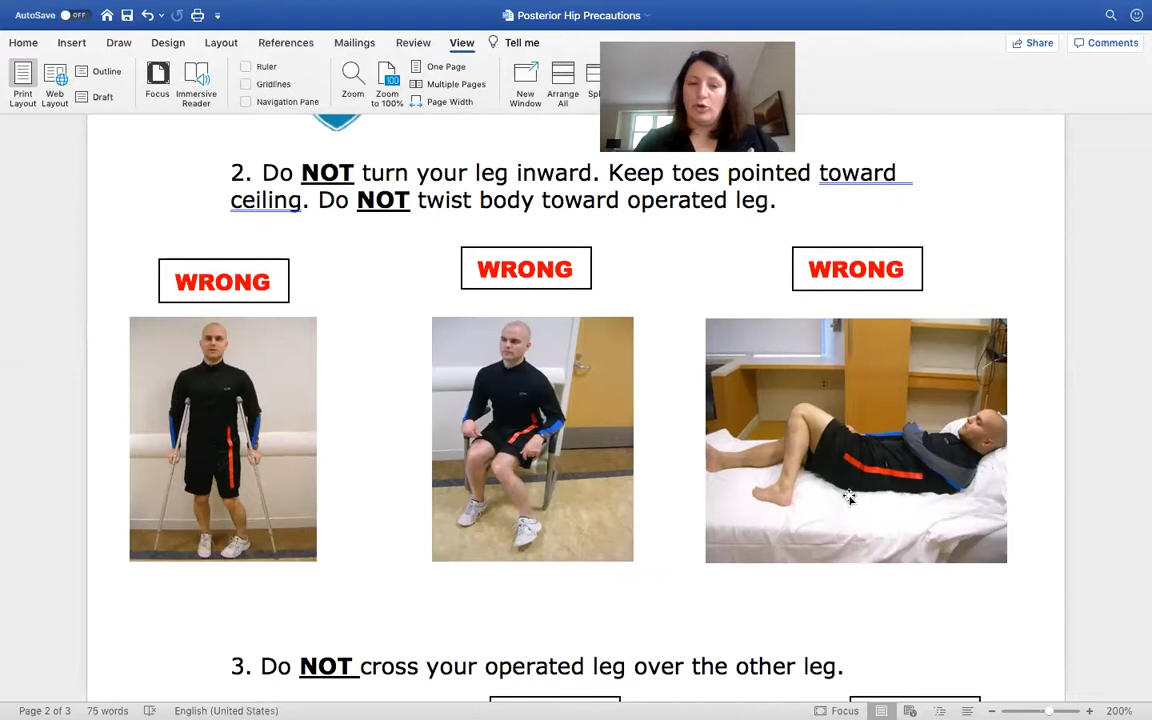 AutoSave OFF
Posterior Hip Precautions
Home Insert Draw Design Layout References Mailings Review View Tell me
Share Comments
Print Layout
Web Layout
Outline
Draft
Focus
Immersive Reader
Ruler
Gridlines
Navigation Pane
Zoom
Zoom to 100%
100
One Page
Multiple Pages
Page Width
New Window
Arrange All
2. Do NOT turn your leg inward. Keep toes pointed toward
ceiling. Do NOT twist body toward operated leg.
WRONG
WRONG
WRONG
3. Do NOT cross your operated leg over the other leg.
Page 2 of 3 75 words English (United States) Focus 200%